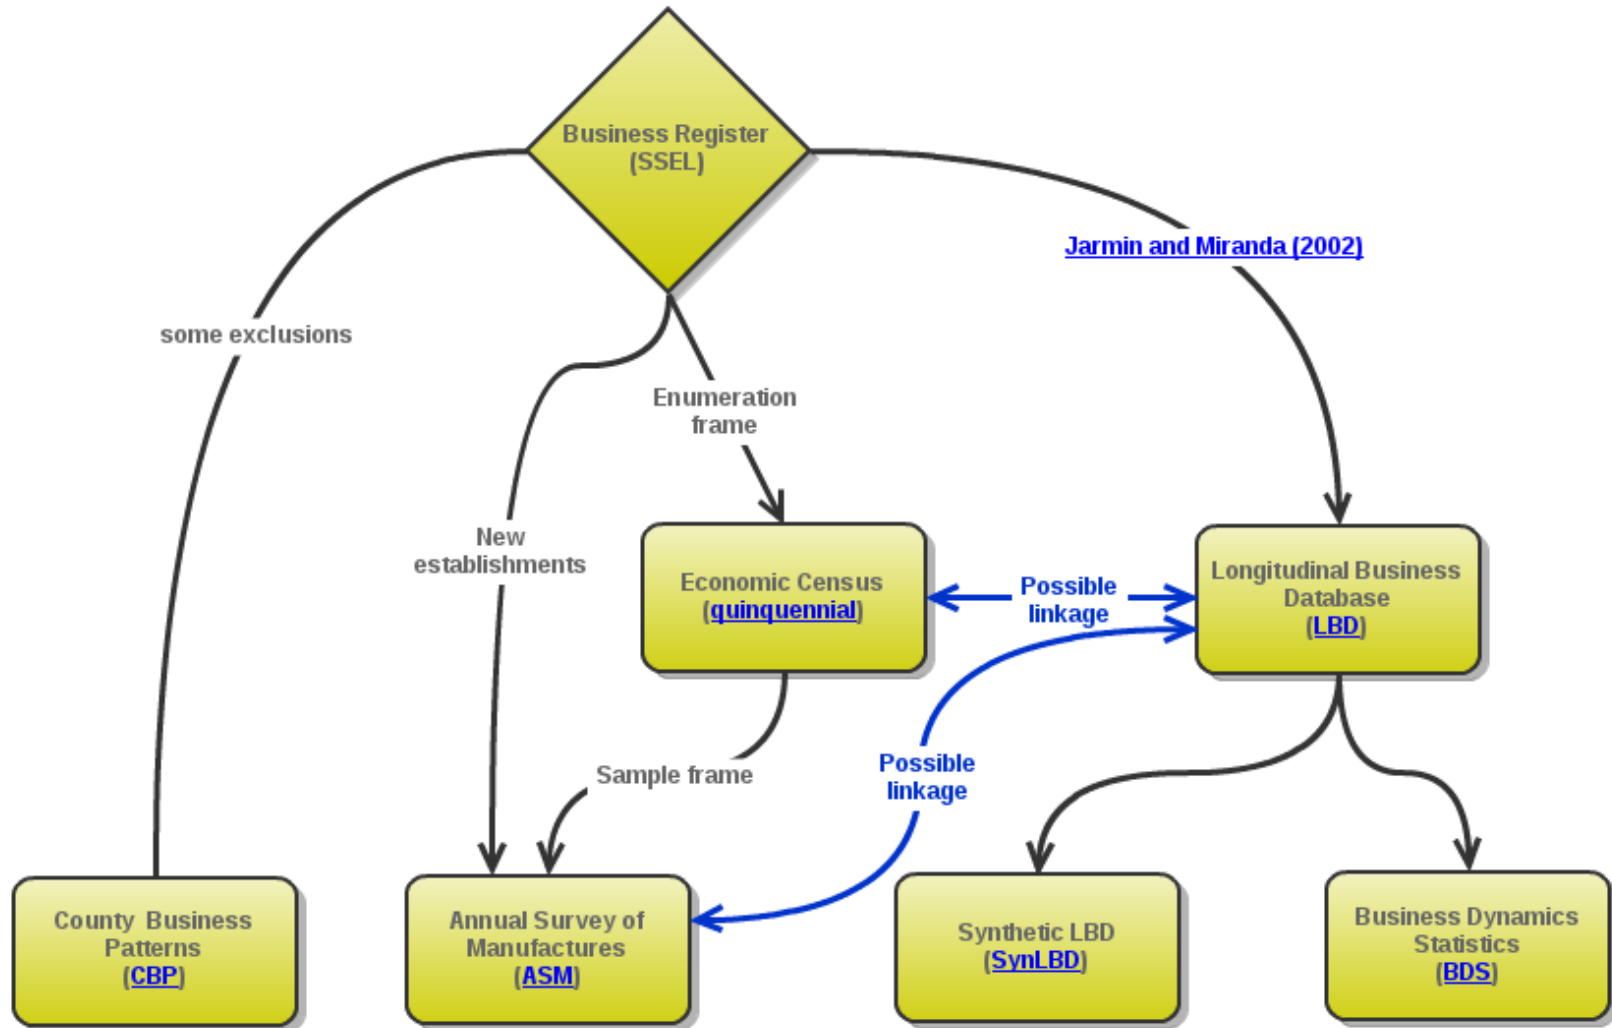 Business Register
(SSEL)
Jarmin and Miranda (2002)
some exclusions
Enumeration
frame
New
establishments
Economic Census
(quinquennial)
Possible
linkage
Longitudinal Business
Database
(LBD)
Sample frame
Possible
linkage
County Business
Patterns
(CBP)
Annual Survey of
Manufactures
(ASM)
Synthetic LBD
(SynLBD)
Business Dynamics
Statistics
(BDS)